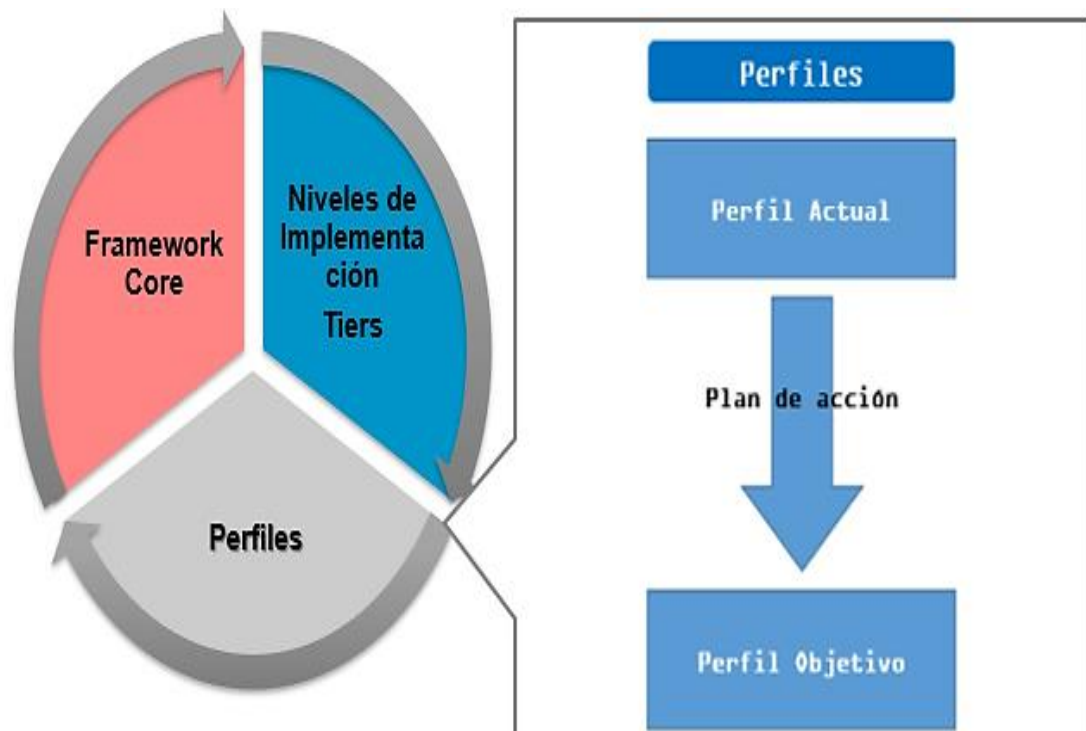 Framework
Core
Niveles de
Implementa
ción
Tiers
Perfiles
Perfiles
Perfil Actual
Plan de acción
Perfil Objetivo